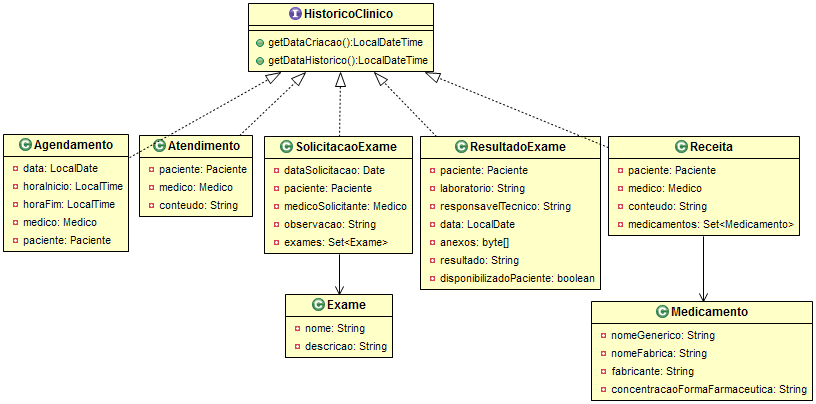 I HistoricoClinico
getDataCriacao():LocalDateTime
getDataHistorico():LocalDateTime
C Agendamento
data: LocalDate
horaInicio: LocalTime
horaFim: LocalTime
medico: Medico
paciente: Paciente
C Atendimento
paciente: Paciente
medico: Medico
conteudo: String
C SolicitacaoExame
dataSolicitacao: Date
paciente: Paciente
medicoSolicitante: Medico
observacao: String
exames: Set<Exame>
C ResultadoExame
paciente: Paciente
laboratorio: String
responsavelTecnico: String
data: LocalDate
anexos: byte[]
resultado: String
disponibilizadoPaciente: boolean
C Receita
paciente: Paciente
medico: Medico
conteudo: String
medicamentos: Set<Medicamento>
C Exame
nome: String
descricao: String
C Medicamento
nomeGenerico: String
nomeFabrica: String
fabricante: String
concentracaoFormaFarmaceutica: String